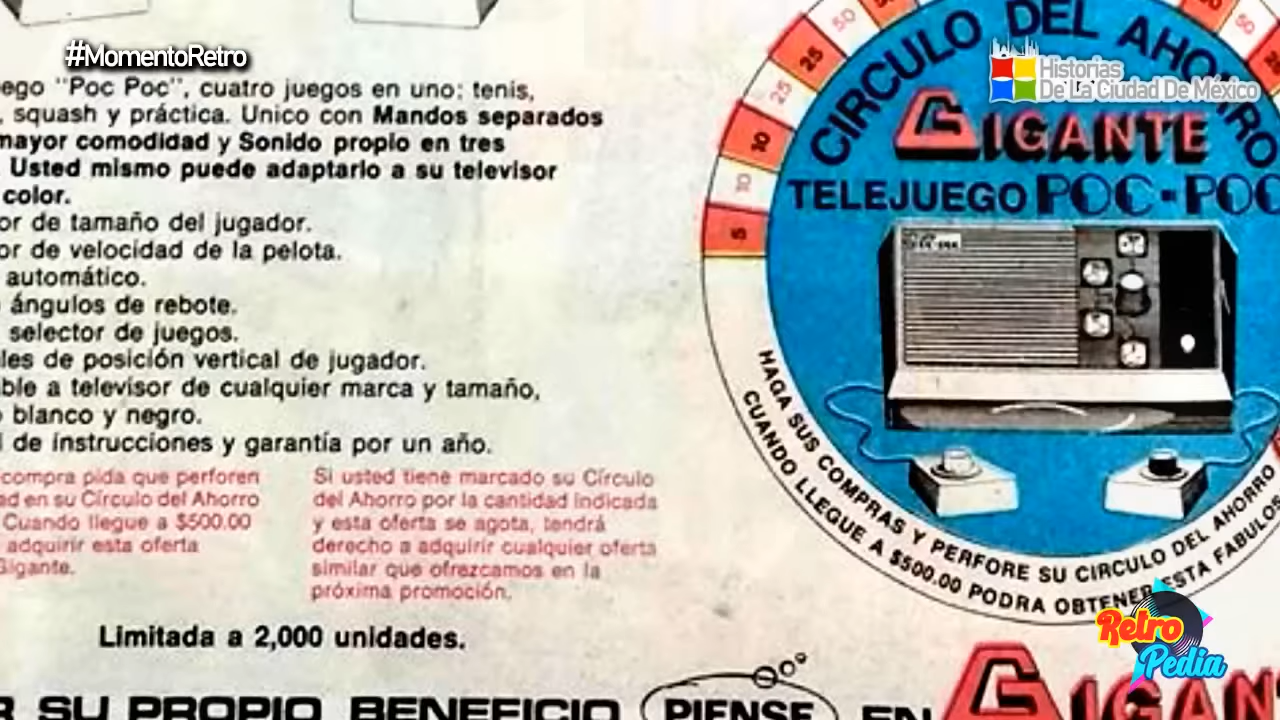 #MomentoRetro
ego "Poc Poc", cuatro juegos en uno: tenis,
, squash y práctica. Unico con Mandos separados
mayor comodidad y Sonido propio en tres
Usted mismo puede adaptarlo a su televisor
color.
or de tamaño del jugador.
or de velocidad de la pelota.
automático.
ángulos de rebote.
selector de juegos.
les de posición vertical de jugador.
ble a televisor de cualquier marca y tamaño,
o blanco y negro.
l de instrucciones y garantía por un año.
compra pida que perforen
ad en su Círculo del Ahorro
Cuando llegue a $500.00
adquirir esta oferta
Gigante.
Si usted tiene marcado su Círculo
del Ahorro por la cantidad indicada
y esta oferta se agota, tendrá
derecho a adquirir cualquier oferta
similar que ofrezcamos en la
próxima promoción.
Limitada a 2,000 unidades.
R SU PROPIO BENEFICIO PIENSE EN GIGAN
Historias
De La Ciudad De México
CIRCULO DEL AHORRO
GIGANTE
TELEJUEGO POC-POC
50
25
25
10
10
5
50
HAGA SUS COMPRAS Y PERFORE SU CIRCULO DEL AHORRO
CUANDO LLEGUE A $500.00 PODRA OBTENER ESTA FABULOS
Retro
Pedia